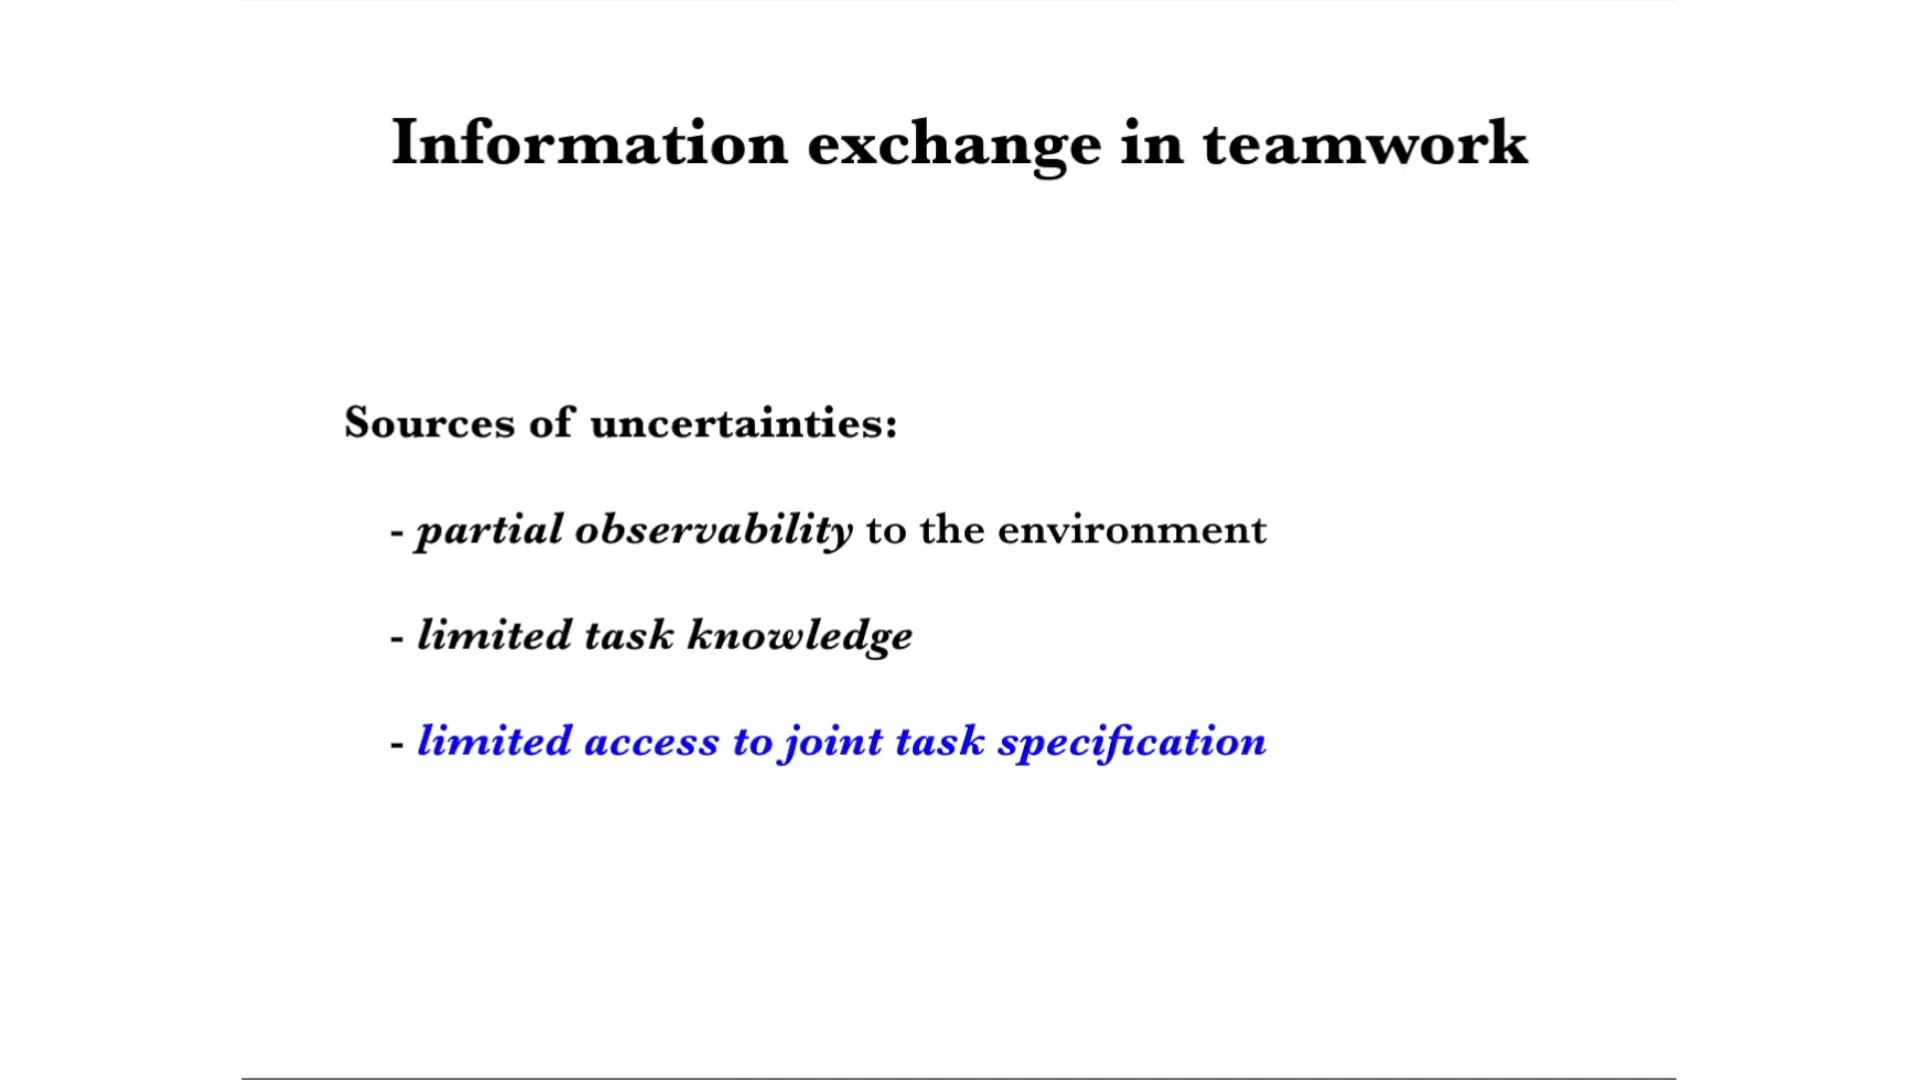 Information exchange in teamwork
Sources of uncertainties:
- partial observability to the environment
- limited task knowledge
- limited access to joint task specification